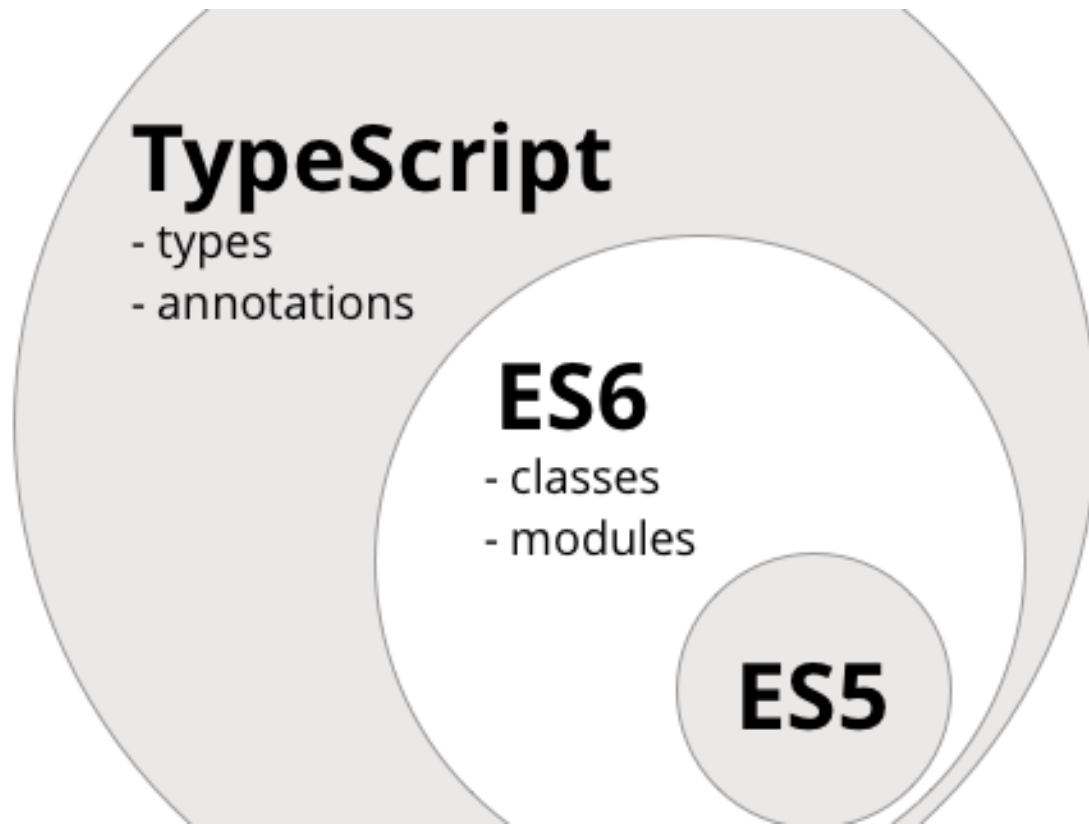 TypeScript
- types
- annotations
ES6
- classes
- modules
ES5